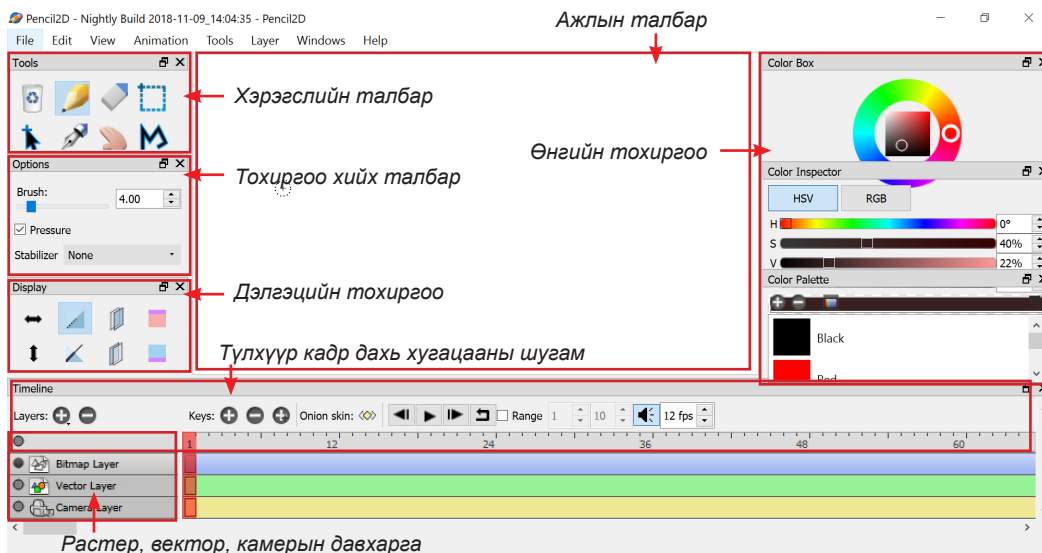 Pencil2D - Nightly Build 2018-11-09_14:04:35 - Pencil2D
Ажлын талбар
File Edit View Animation Tools Layer Windows Help
Tools
Color Box
Хэрэгслийн талбар
Өнгийн тохиргоо
Options
Тохиргоо хийх талбар
Color Inspector
Brush:
4.00
HSV RGB
Pressure
H 0°
Stabilizer None
S 40%
V 22%
Display
Color Palette
Дэлгэцийн тохиргоо
Black
Түлхүүр кадр дахь хугацааны шугам
Red
Timeline
Layers: Keys: Onion skin: Range 1 10 12 fps
1 12 24 36 48 60
Bitmap Layer
Vector Layer
Camera Layer
Растер, вектор, камерын давхарга